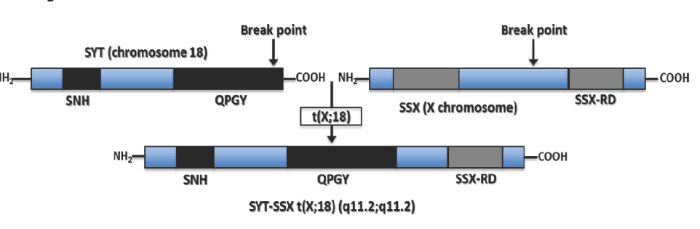 Break point
Break point
SYT (chromosome 18)
COOH
NH2
COOH
SNH
QPGY
SSX (X chromosome)
SSX-RD
t(X;18)
NH2
COOH
SNH
QPGY
SSX-RD
SYT-SSX t(X;18) (q11.2;q11.2)